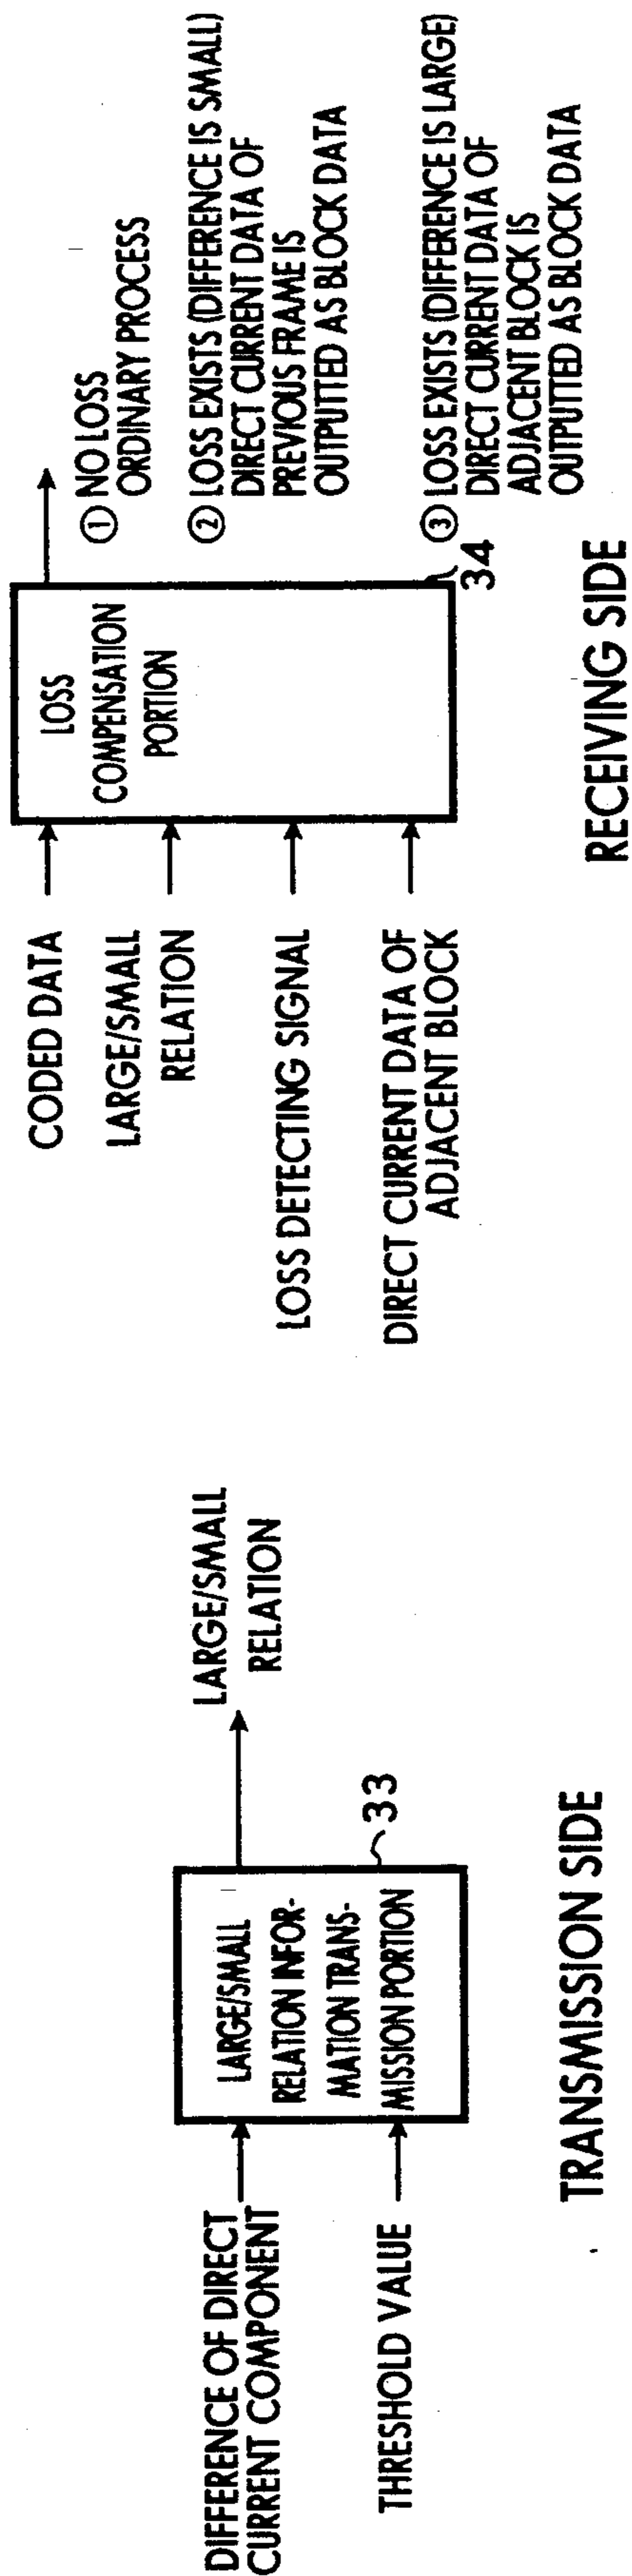 DIFFERENCE OF DIRECT
CURRENT COMPONENT
THRESHOLD VALUE
LARGE/SMALL
RELATION INFOR-
MATION TRANS-
MISSION PORTION
33
LARGE/SMALL
RELATION
TRANSMISSION SIDE
CODED DATA
LARGE/SMALL
RELATION
LOSS DETECTING SIGNAL
DIRECT CURRENT DATA OF
ADJACENT BLOCK
LOSS
COMPENSATION
PORTION
34
① NO LOSS
ORDINARY PROCESS
② LOSS EXISTS (DIFFERENCE IS SMALL)
DIRECT CURRENT DATA OF
PREVIOUS FRAME IS
OUTPUTTED AS BLOCK DATA
③ LOSS EXISTS (DIFFERENCE IS LARGE)
DIRECT CURRENT DATA OF
ADJACENT BLOCK IS
OUTPUTTED AS BLOCK DATA
RECEIVING SIDE